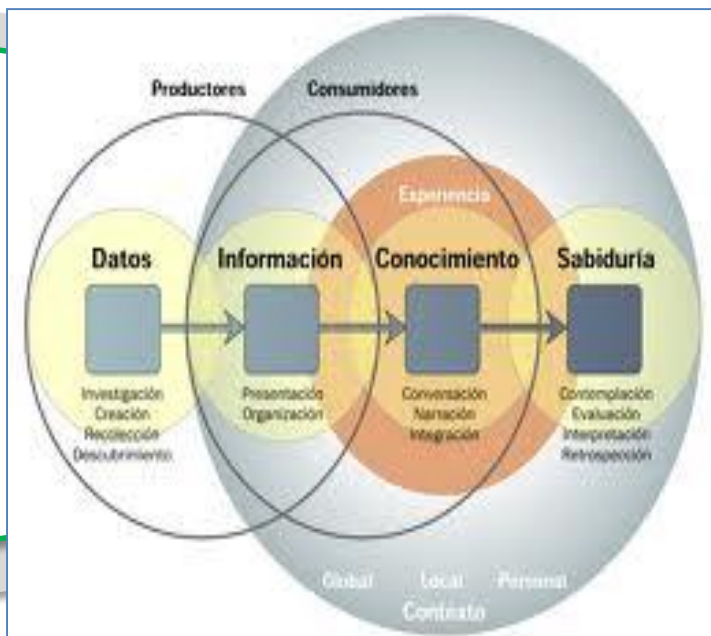 Productores
Consumidores
Experiencia
Datos
Información
Conocimiento
Sabiduría
Investigación
Creación
Recolección
Descubrimiento
Presentación
Organización
Conversación
Narración
Integración
Contemplación
Evaluación
Interpretación
Retrospección
Global
Local
Personal
Contexto